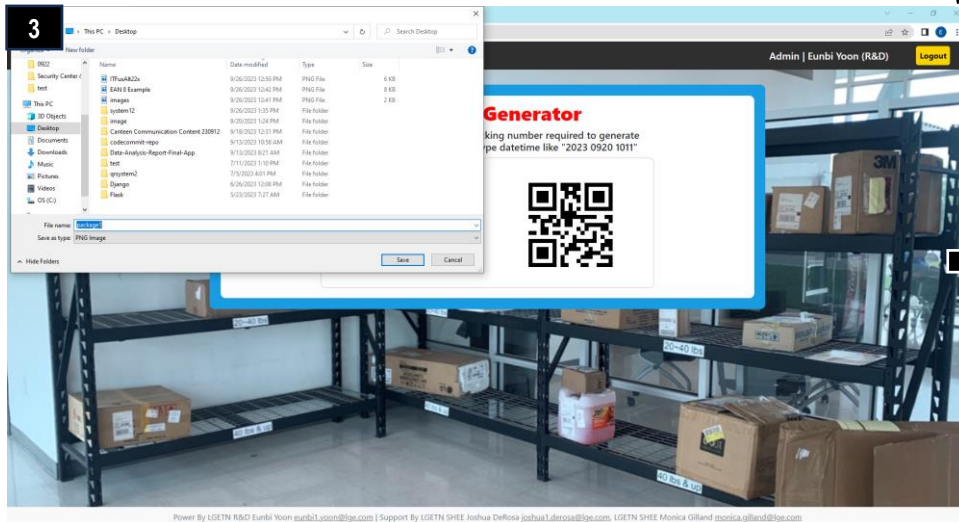 3
This PC > Desktop
Search Desktop
New folder
0922
Security Center
test
This PC
3D Objects
Desktop
Documents
Downloads
Music
Pictures
Videos
OS (C:)
Name Date modified Type Size
ITFuxAlt22x 9/26/2023 12:50 PM PNG File 6 KB
EAN 8 Example 9/26/2023 12:42 PM PNG File 8 KB
images 9/26/2023 12:41 PM PNG File 2 KB
system12 9/26/2023 1:35 PM File folder
image 9/20/2023 1:24 PM File folder
Canteen Communication Content 230912 9/18/2023 12:31 PM File folder
codecommit-repo 9/13/2023 10:58 AM File folder
Date-Analysis-Report-Final-App 9/13/2023 8:21 AM File folder
test 7/11/2023 1:10 PM File folder
qrsystem2 7/5/2023 4:01 PM File folder
Django 6/26/2023 12:08 PM File folder
Flask 5/23/2023 7:27 AM File folder
File name: package1
Save as type: PNG Image
Hide Folders
Save Cancel
Admin | Eunbi Yoon (R&D) Logout
Generator
king number required to generate
pe datetime like "2023 0920 1011"
3M
20~40 lbs
20~40 lbs
40 lbs & up
40 lbs & up
Power By LGETN R&D Eunbi Yoon eunbi1.yoon@lge.com | Support By LGETN SHEE Joshua DeRosa joshua1.derosa@lge.com, LGETN SHEE Monica Gilland monica.gilland@lge.com